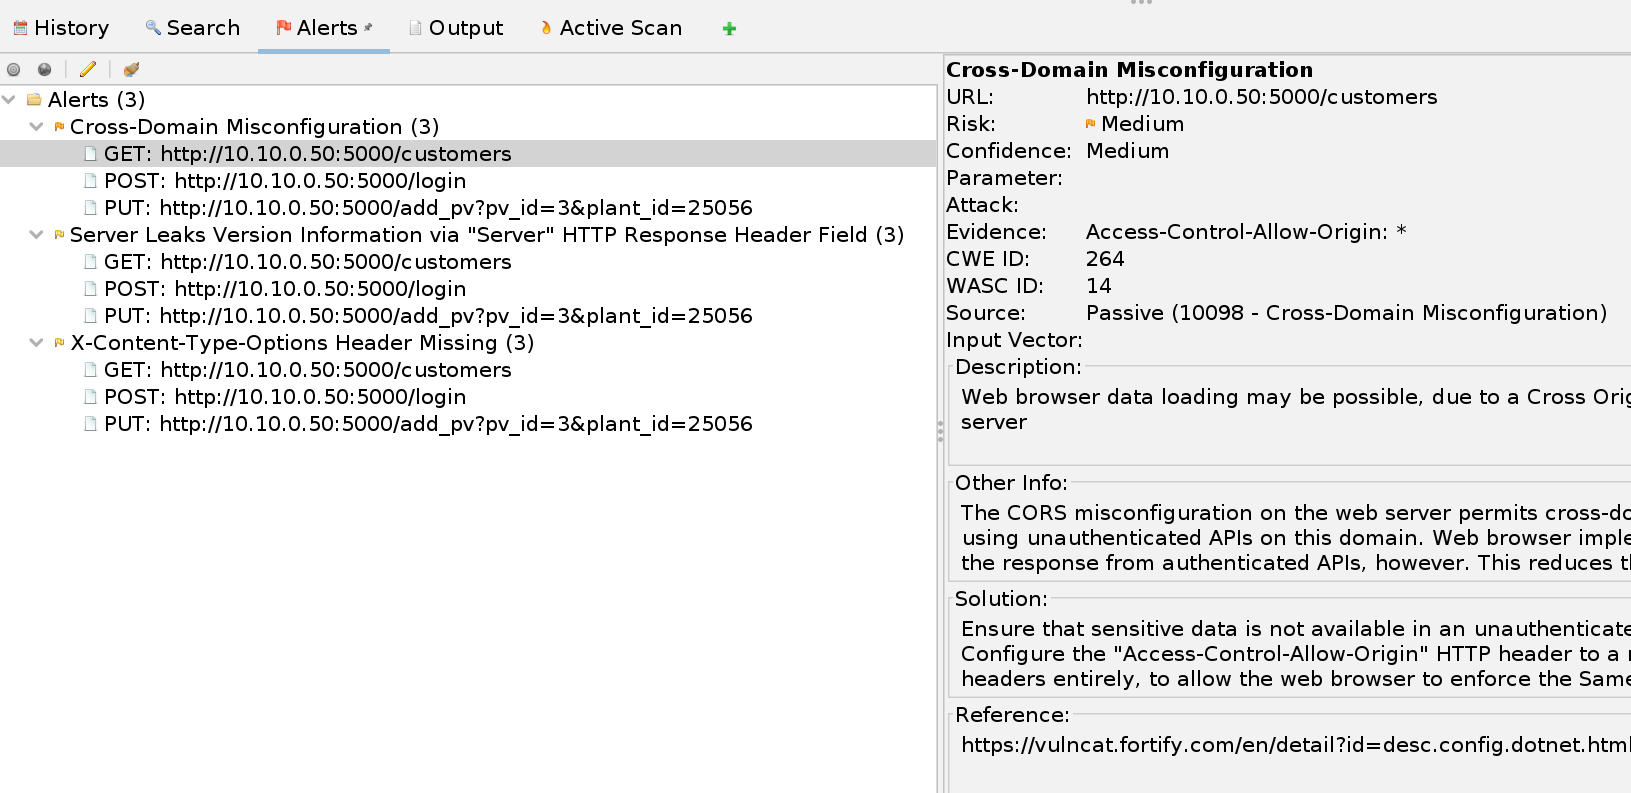 History
Search
Alerts
Output
Active Scan
Alerts (3)
Cross-Domain Misconfiguration (3)
GET: http://10.10.0.50:5000/customers
POST: http://10.10.0.50:5000/login
PUT: http://10.10.0.50:5000/add_pv?pv_id=3&plant_id=25056
Server Leaks Version Information via "Server" HTTP Response Header Field (3)
GET: http://10.10.0.50:5000/customers
POST: http://10.10.0.50:5000/login
PUT: http://10.10.0.50:5000/add_pv?pv_id=3&plant_id=25056
X-Content-Type-Options Header Missing (3)
GET: http://10.10.0.50:5000/customers
POST: http://10.10.0.50:5000/login
PUT: http://10.10.0.50:5000/add_pv?pv_id=3&plant_id=25056
Cross-Domain Misconfiguration
URL: http://10.10.0.50:5000/customers
Risk: Medium
Confidence: Medium
Parameter:
Attack:
Evidence: Access-Control-Allow-Origin: *
CWE ID: 264
WASC ID: 14
Source: Passive (10098 - Cross-Domain Misconfiguration)
Input Vector:
Description:
Web browser data loading may be possible, due to a Cross Orig
server
Other Info:
The CORS misconfiguration on the web server permits cross-do
using unauthenticated APIs on this domain. Web browser imple
the response from authenticated APIs, however. This reduces t
Solution:
Ensure that sensitive data is not available in an unauthenticate
Configure the "Access-Control-Allow-Origin" HTTP header to a
headers entirely, to allow the web browser to enforce the Same
Reference:
https://vulncat.fortify.com/en/detail?id=desc.config.dotnet.html